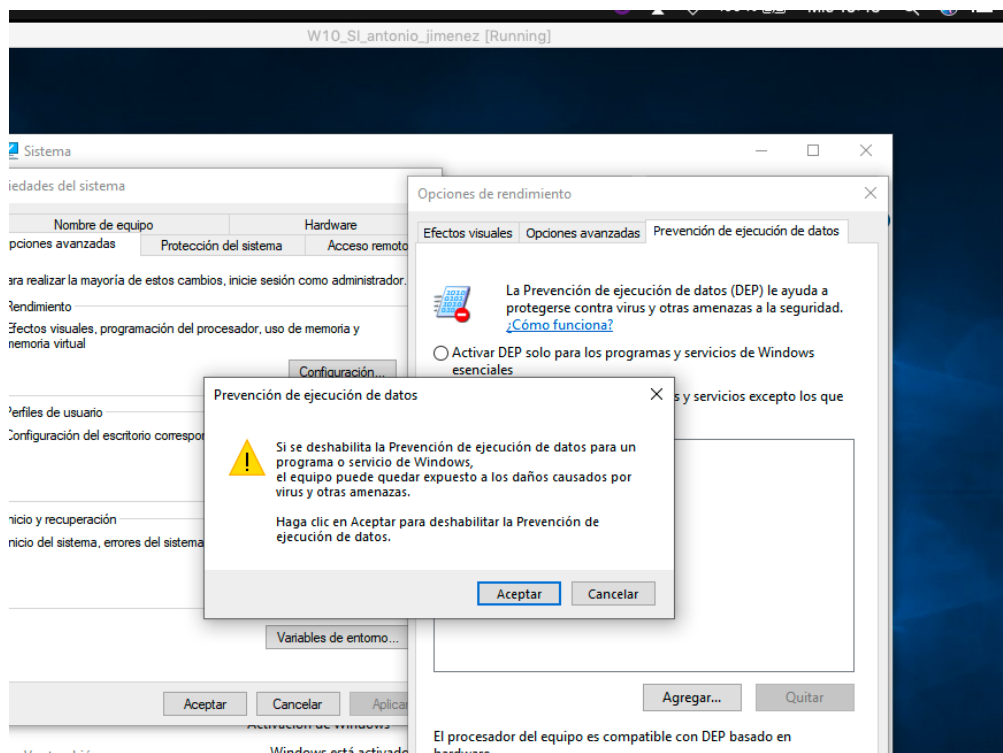 W10_SI_antonio_jimenez [Running]
Sistema
iedades del sistema
Nombre de equipo
Hardware
pciones avanzadas
Protección del sistema
Acceso remoto
ara realizar la mayoría de estos cambios, inicie sesión como administrador.
Rendimiento
Efectos visuales, programación del procesador, uso de memoria y
memoria virtual
Configuración...
Perfiles de usuario
Configuración del escritorio correspon
nicio y recuperación
nicio del sistema, errores del sistema
Variables de entorno...
Aceptar
Cancelar
Aplicar
Windows está activado
Opciones de rendimiento
Efectos visuales
Opciones avanzadas
Prevención de ejecución de datos
La Prevención de ejecución de datos (DEP) le ayuda a
protegerse contra virus y otras amenazas a la seguridad.
¿Cómo funciona?
Activar DEP solo para los programas y servicios de Windows
esenciales
s y servicios excepto los que
Prevención de ejecución de datos
Si se deshabilita la Prevención de ejecución de datos para un
programa o servicio de Windows,
el equipo puede quedar expuesto a los daños causados por
virus y otras amenazas.
Haga clic en Aceptar para deshabilitar la Prevención de
ejecución de datos.
Aceptar
Cancelar
Agregar...
Quitar
El procesador del equipo es compatible con DEP basado en
hardware